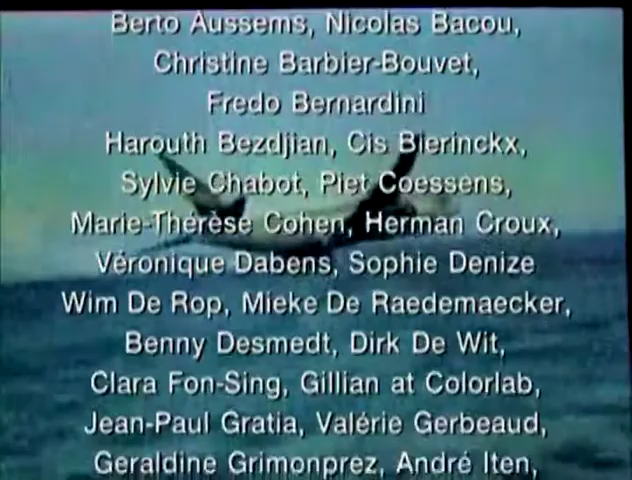 Berto Aussems, Nicolas Bacou,
Christine Barbier-Bouvet,
Fredo Bernardini
Harouth Bezdjian, Cis Bierinckx,
Sylvie Chabot, Piet Coessens,
Marie-Thérèse Cohen, Herman Croux,
Véronique Dabens, Sophie Denize
Wim De Rop, Mieke De Raedemaecker,
Benny Desmedt, Dirk De Wit,
Clara Fon-Sing, Gillian at Colorlab,
Jean-Paul Gratia, Valérie Gerbeaud,
Geraldine Grimonprez, André Iten,